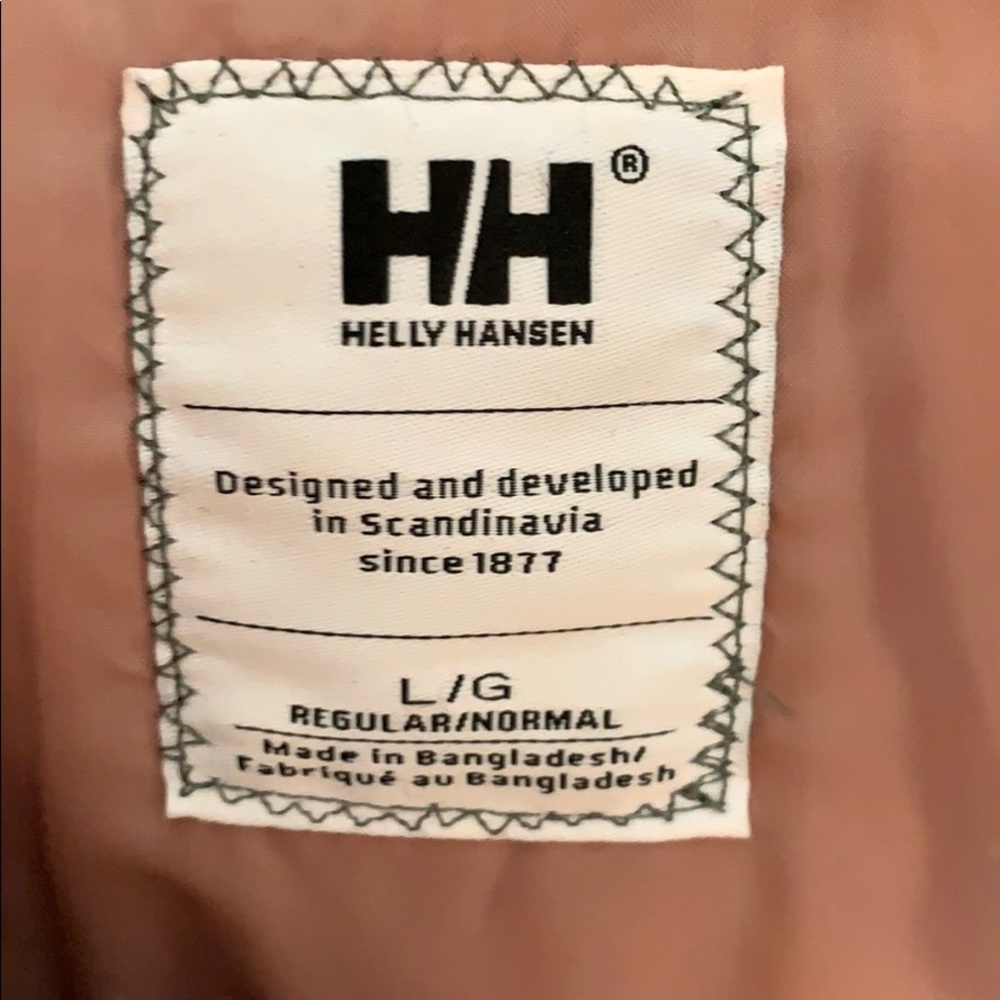 HH®
HELLY HANSEN
Designed and developed
in Scandinavia
since 1877
L/G
REGULAR/NORMAL
Made in Bangladesh/
Fabriqué au Bangladesh